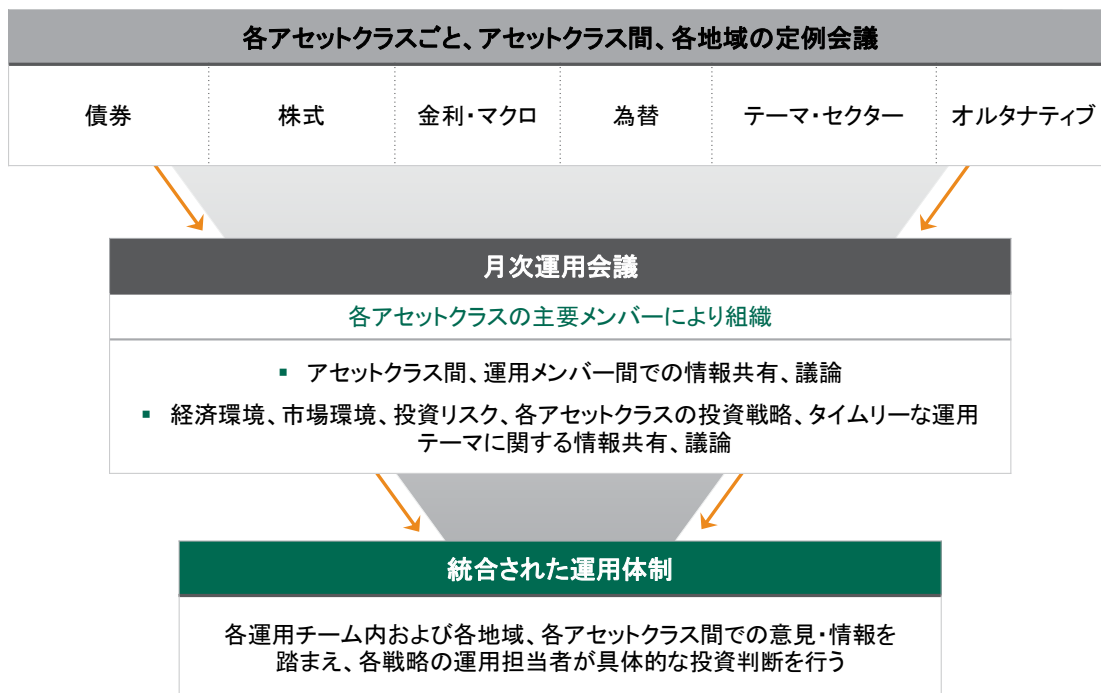 各アセットクラスごと、アセットクラス間、各地域の定例会議
債券
株式
金利・マクロ
為替
テーマ・セクター
オルタナティブ
月次運用会議
各アセットクラスの主要メンバーにより組織
▪ アセットクラス間、運用メンバー間での情報共有、議論
▪ 経済環境、市場環境、投資リスク、各アセットクラスの投資戦略、タイムリーな運用
テーマに関する情報共有、議論
統合された運用体制
各運用チーム内および各地域、各アセットクラス間での意見・情報を
踏まえ、各戦略の運用担当者が具体的な投資判断を行う